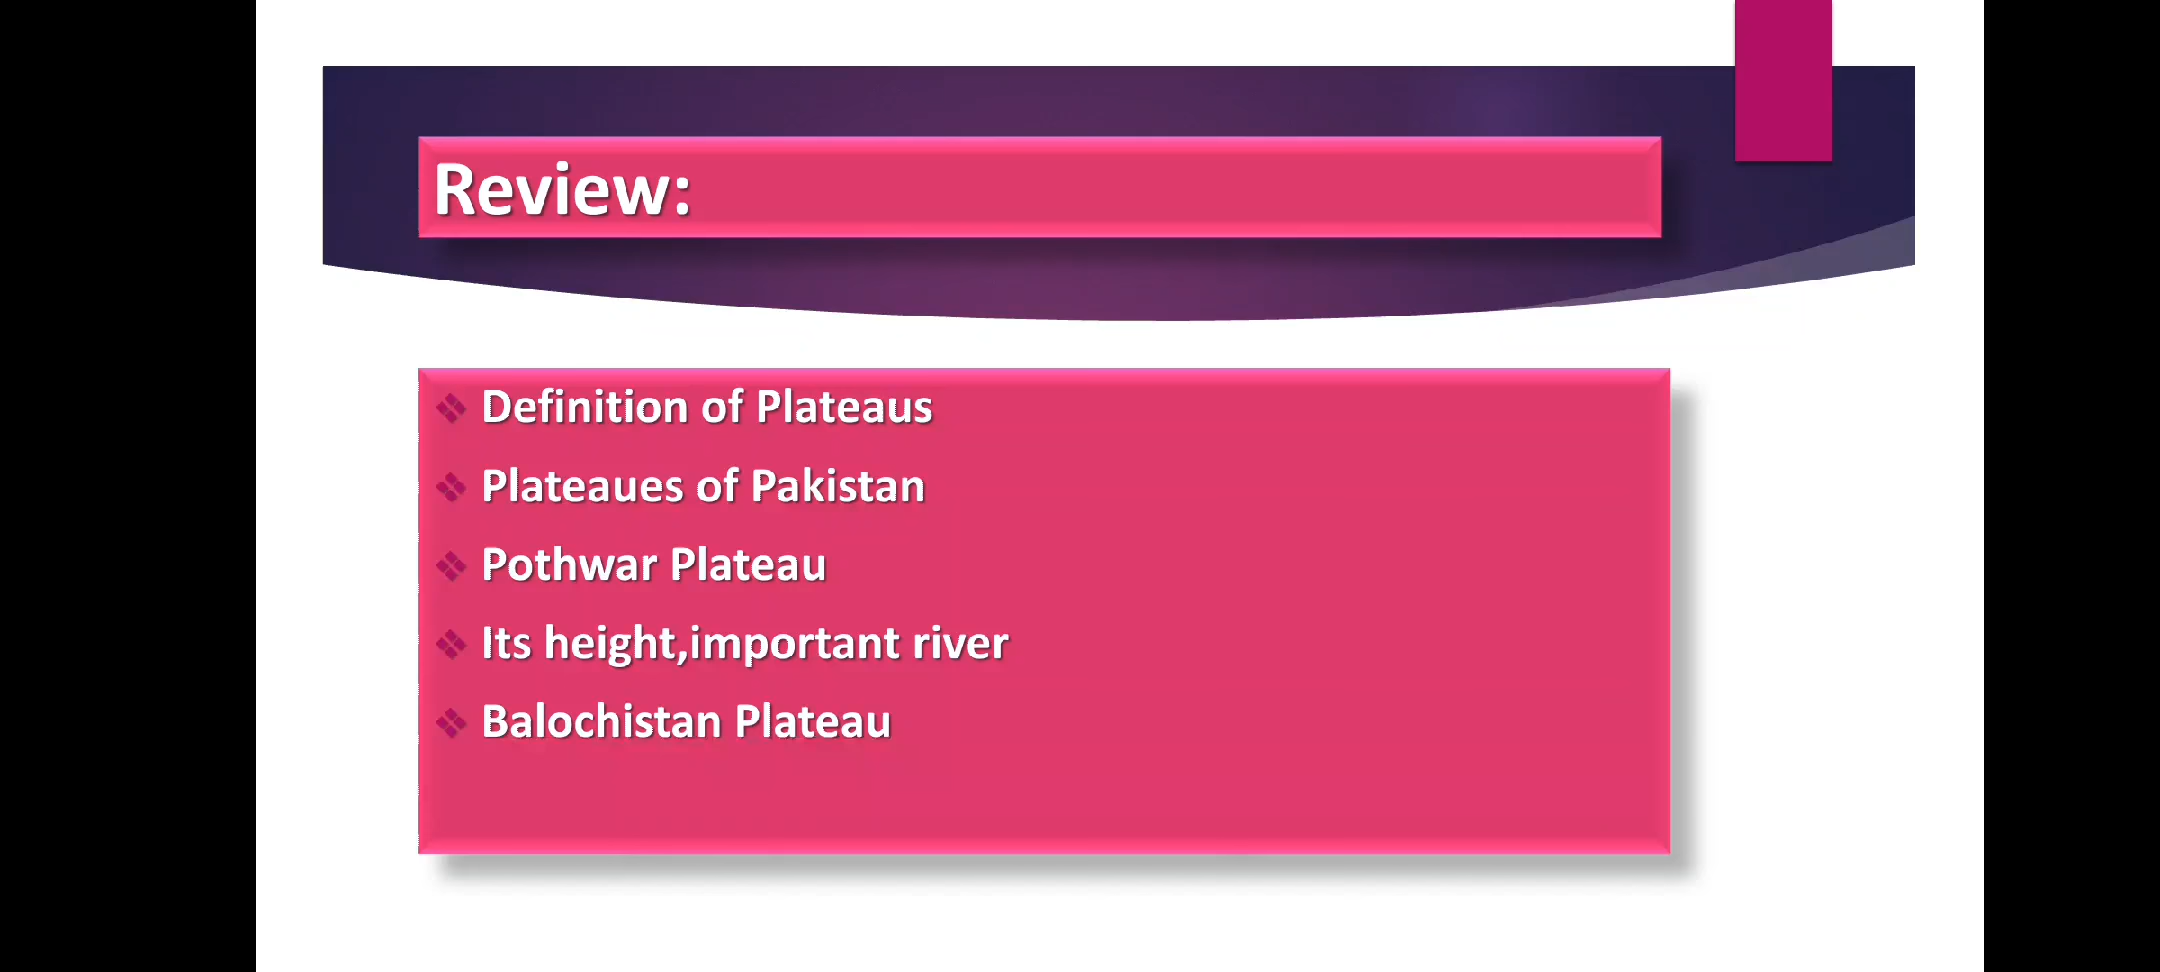 Review:
Definition of Plateaus
Plateaues of Pakistan
Pothwar Plateau
Its height,important river
Balochistan Plateau